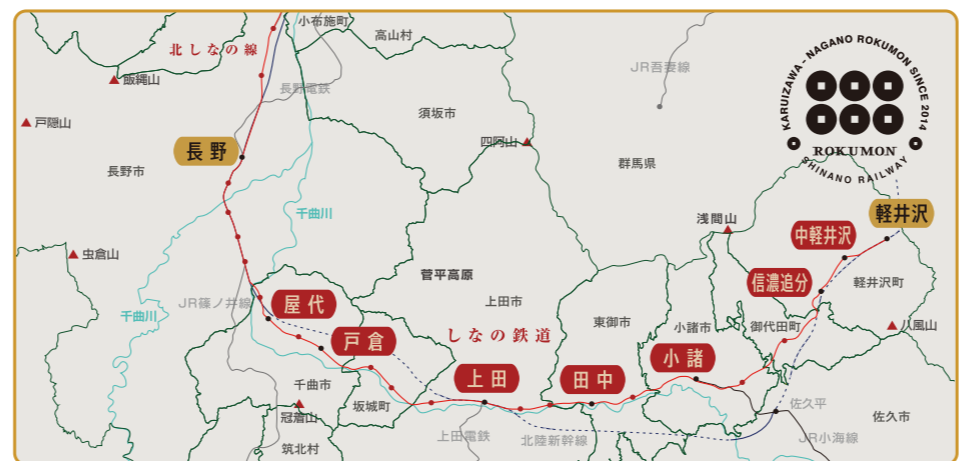 小布施町
高山村
北しなの線
飯縄山
長野電鉄
JR吾妻線
KARUIZAWA - NAGANO ROKUMON SINCE 2014
ROKUMON
SHINANO RAILWAY
戸隠山
須坂市
四阿山
長野
長野市
群馬県
千曲川
浅間山
軽井沢
中軽井沢
虫倉山
菅平高原
信濃追分
軽井沢町
JR篠ノ井線
屋代
上田市
千曲川
戸倉
しなの鉄道
東御市
小諸市
御代田町
八風山
小諸
上田
田中
千曲市
坂城町
冠着山
佐久平
佐久市
筑北村
上田電鉄
北陸新幹線
JR小海線